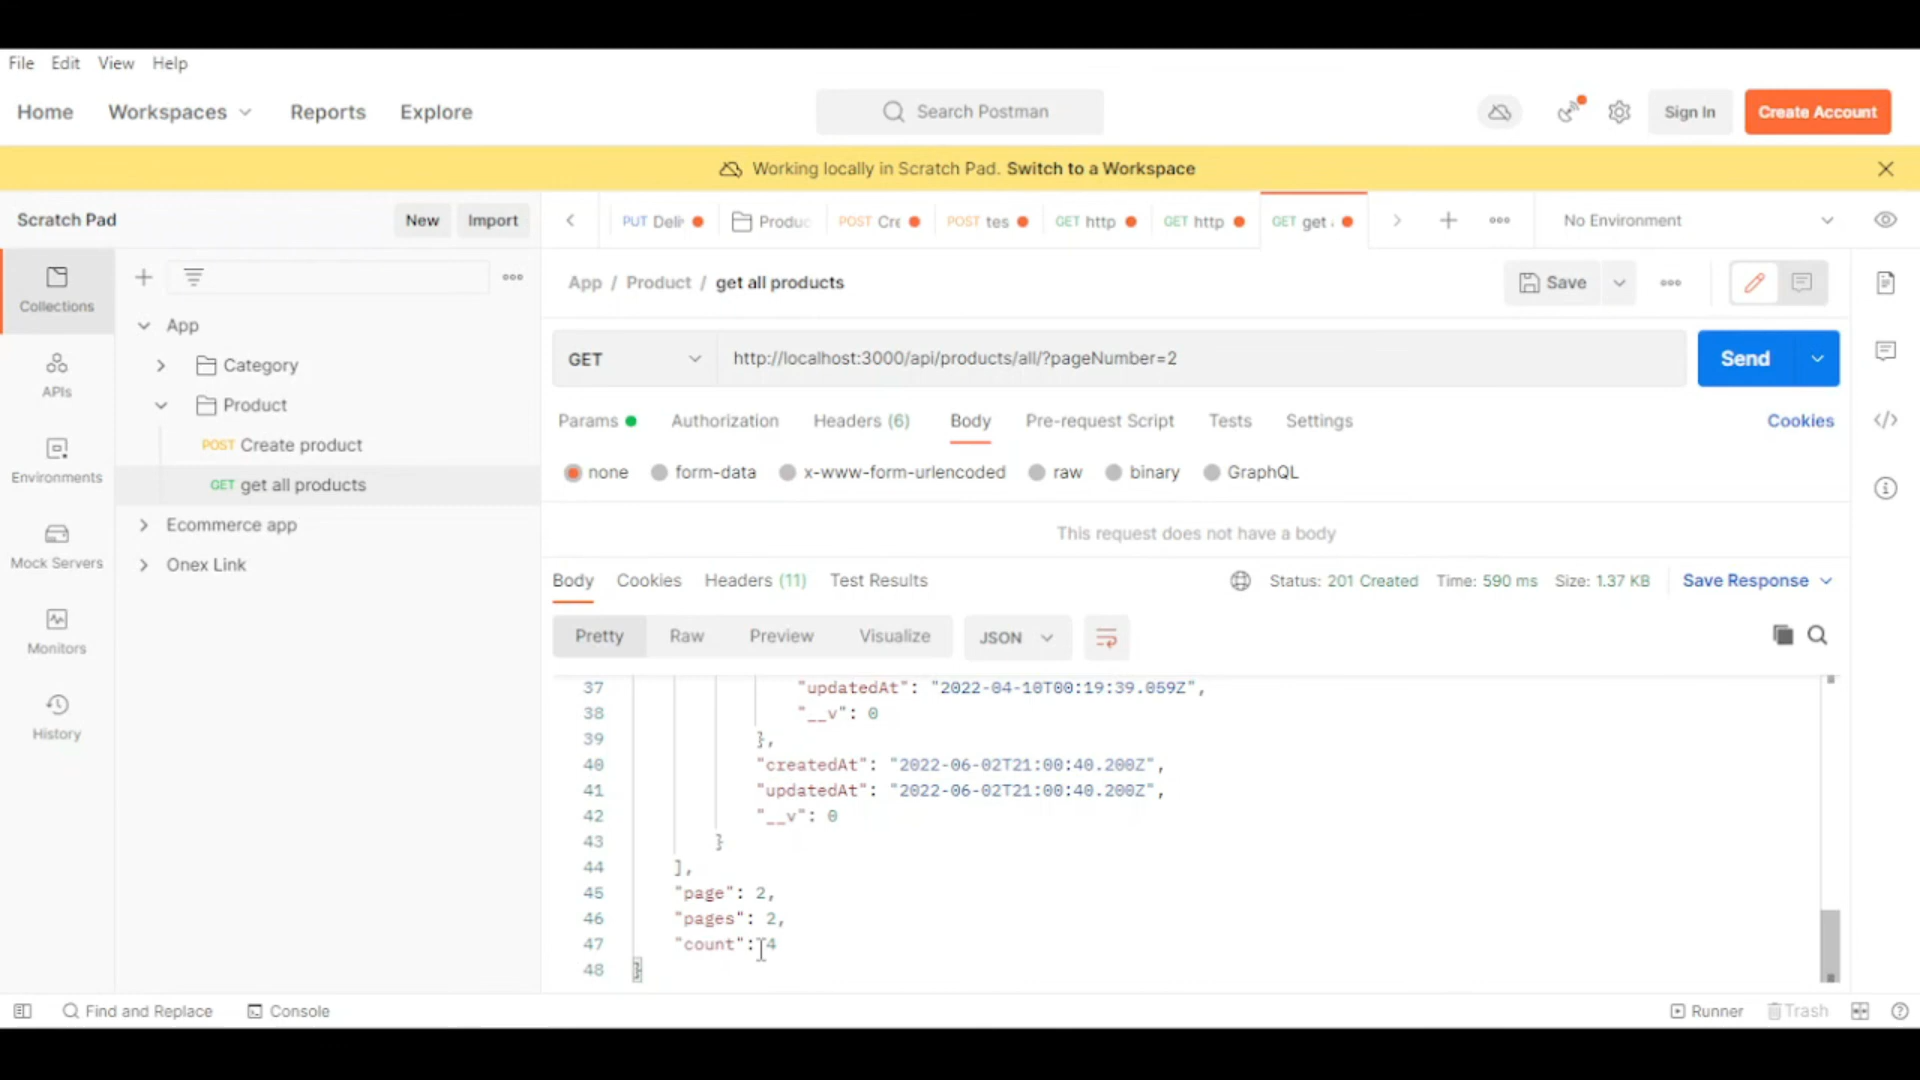 File Edit View Help
Home Workspaces Reports Explore Search Postman Sign In Create Account
Working locally in Scratch Pad. Switch to a Workspace
Scratch Pad New Import PUT Deli Produc POST Cre POST tes GET http GET http GET get No Environment
Collections
APIs
Environments
Mock Servers
Monitors
History
App
Category
Product
POST Create product
GET get all products
Ecommerce app
Onex Link
App / Product / get all products Save
GET http://localhost:3000/api/products/all/?pageNumber=2 Send
Params Authorization Headers (6) Body Pre-request Script Tests Settings Cookies
none form-data x-www-form-urlencoded raw binary GraphQL
This request does not have a body
Body Cookies Headers (11) Test Results Status: 201 Created Time: 590 ms Size: 1.37 KB Save Response
Pretty Raw Preview Visualize JSON
37 "updatedAt": "2022-04-10T00:19:39.059Z",
38 "__v": 0
39 },
40 "createdAt": "2022-06-02T21:00:40.200Z",
41 "updatedAt": "2022-06-02T21:00:40.200Z",
42 "__v": 0
43 }
44 ],
45 "page": 2,
46 "pages": 2,
47 "count": 4
48 }
Find and Replace Console Runner Trash